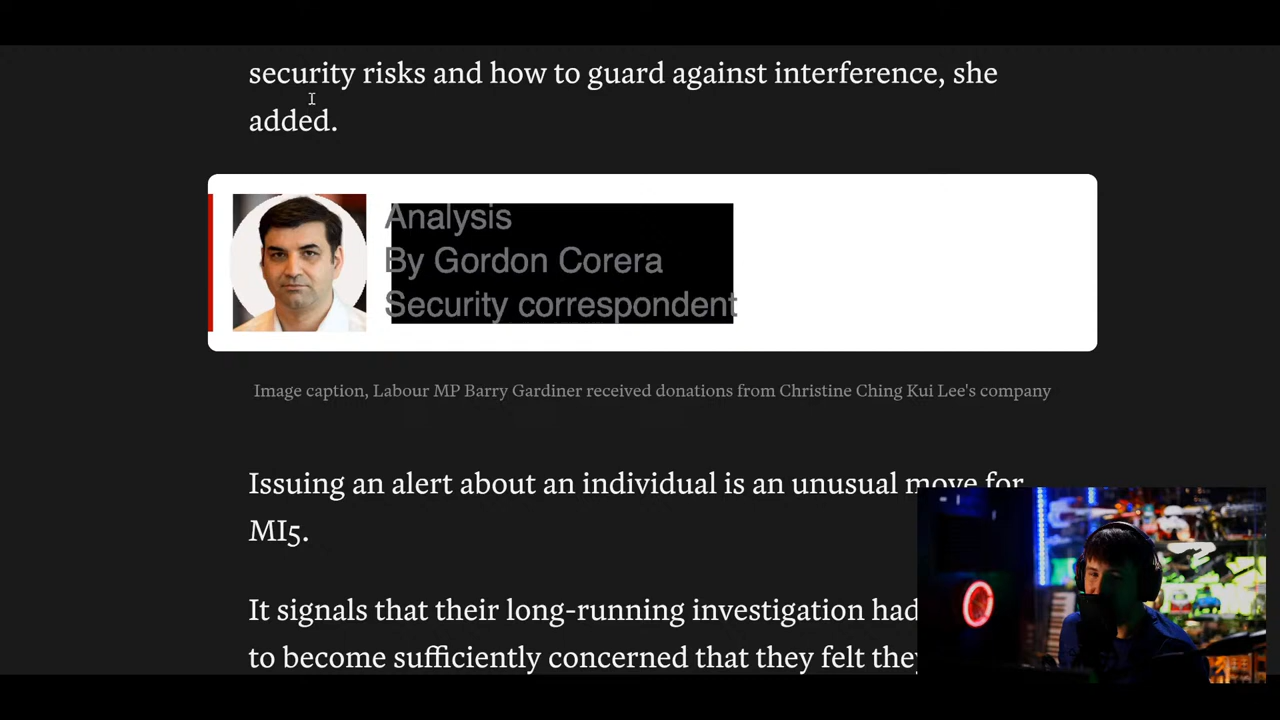 security risks and how to guard against interference, she
added.
Analysis
By Gordon Corera
Security correspondent
Image caption, Labour MP Barry Gardiner received donations from Christine Ching Kui Lee's company
Issuing an alert about an individual is an unusual move for
MI5.
It signals that their long-running investigation had
to become sufficiently concerned that they felt they